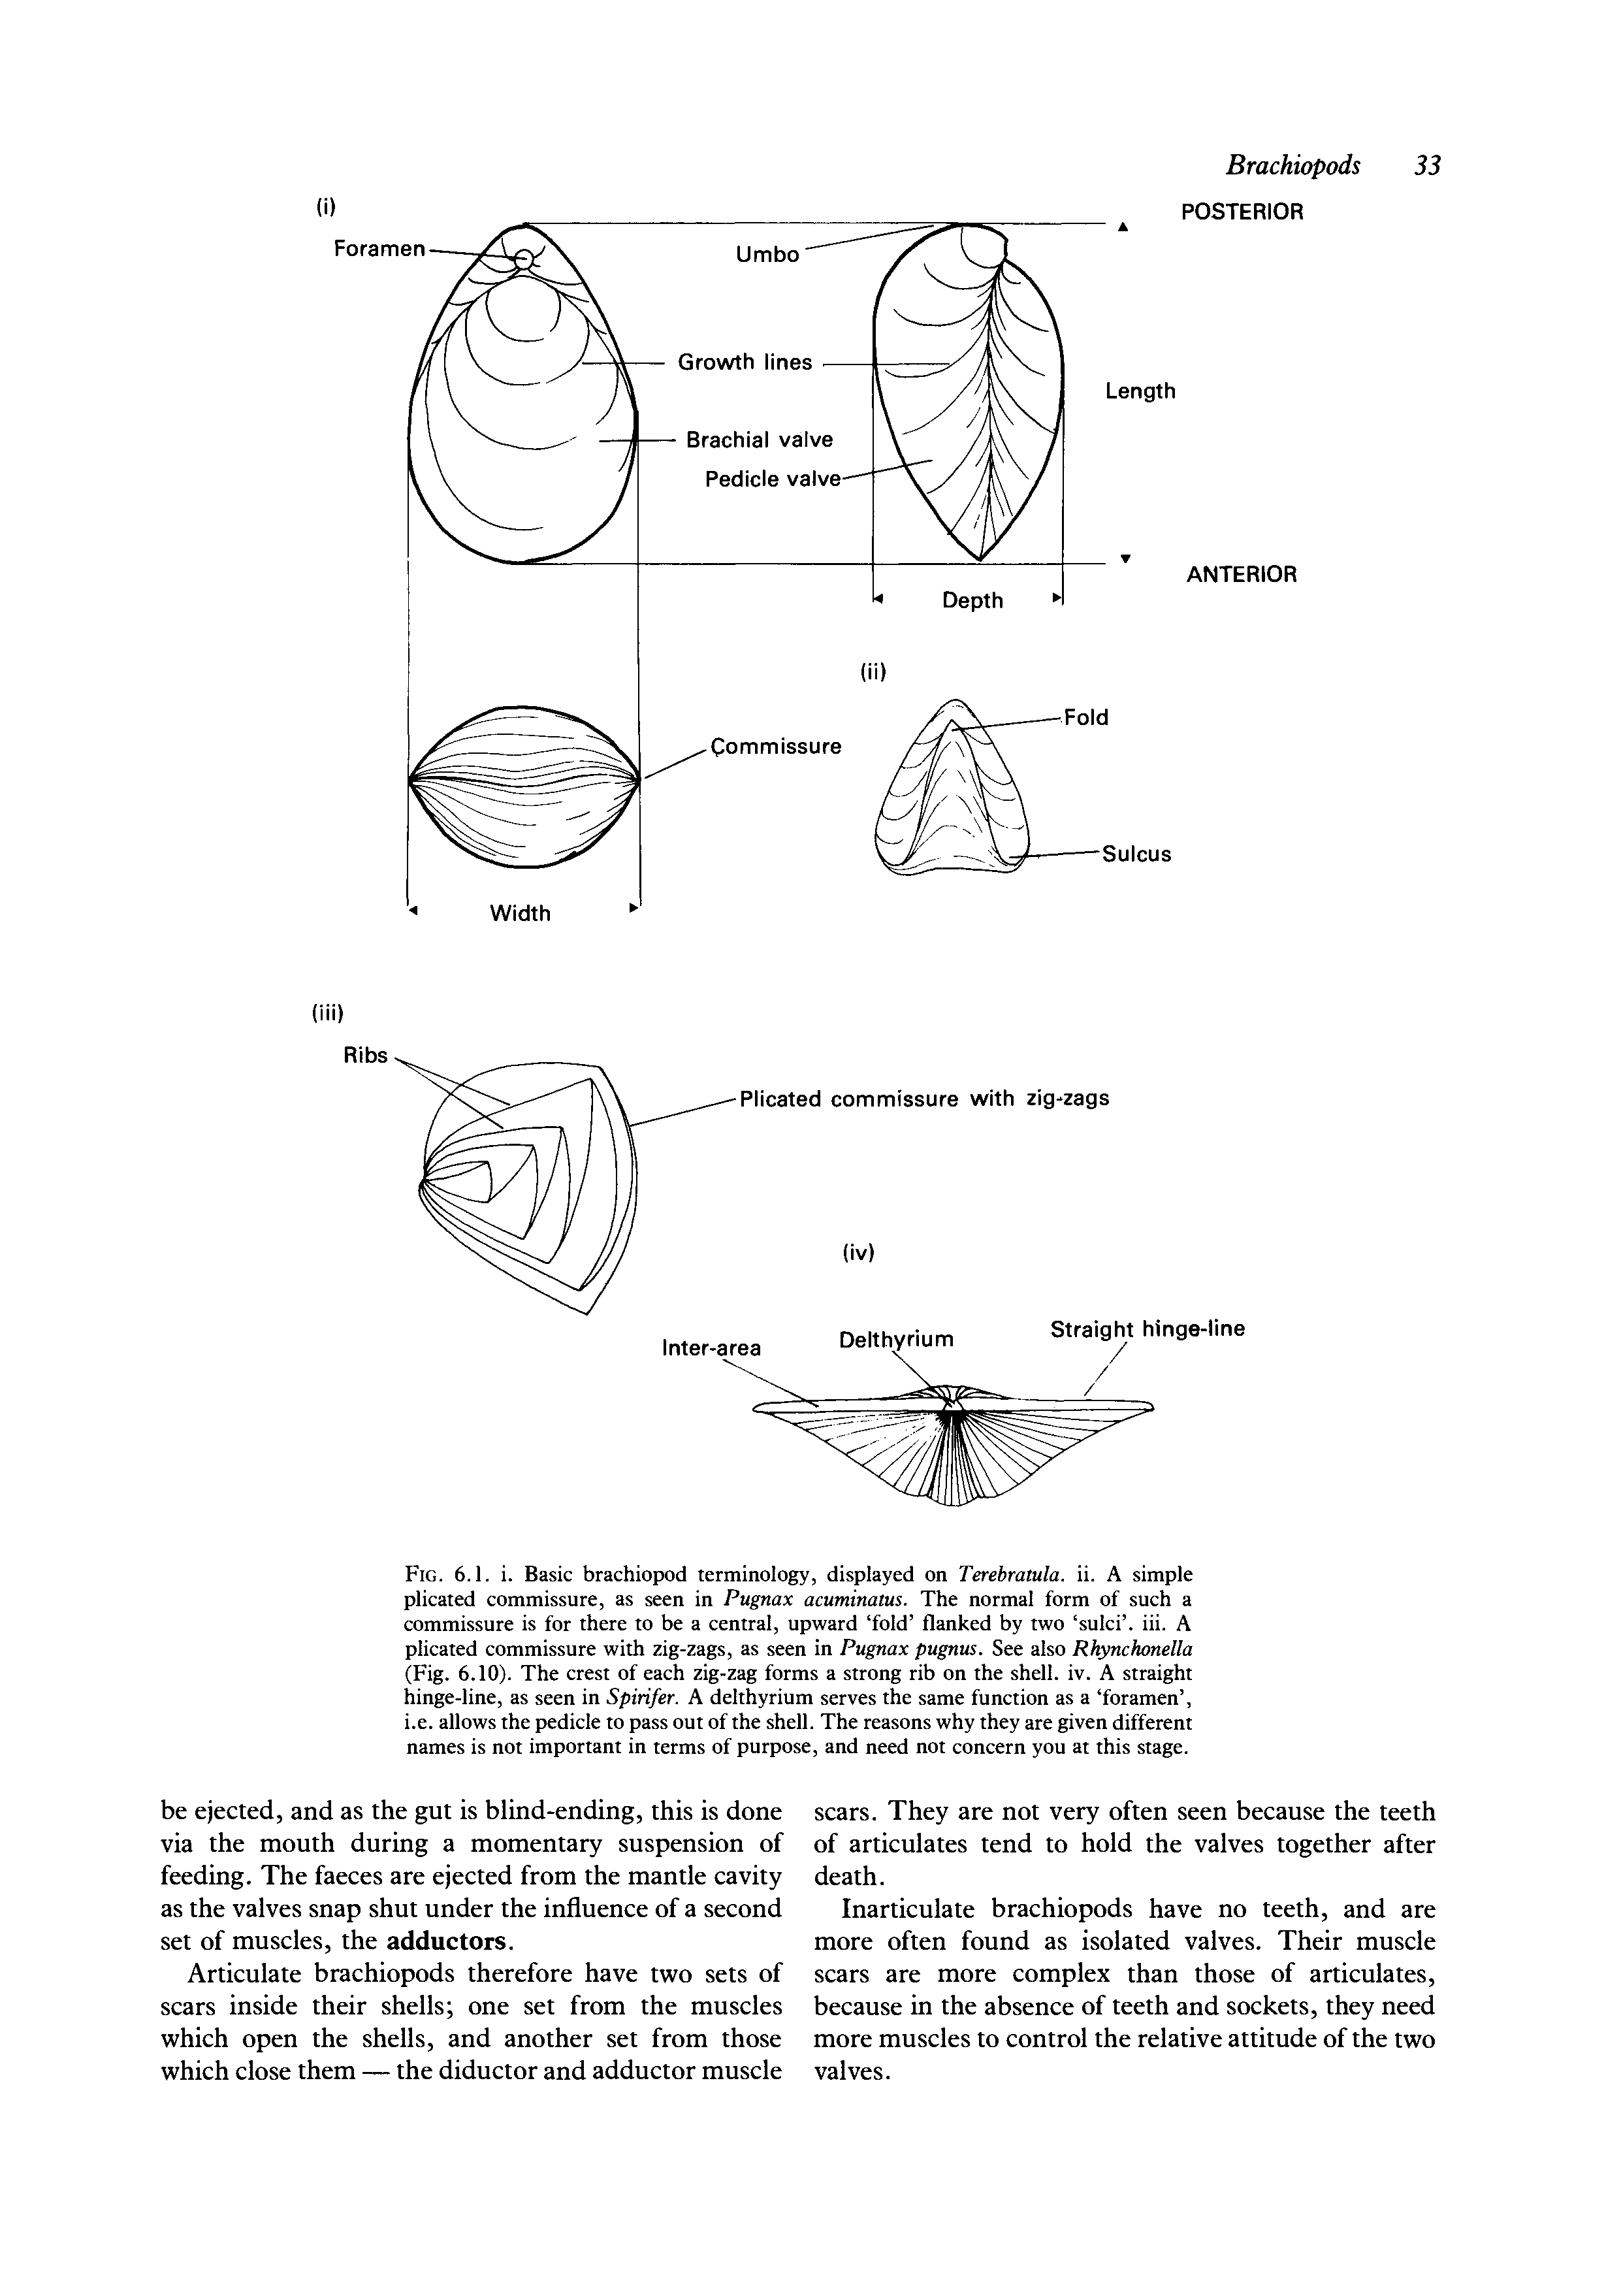 Brachiopods 33
(i)
POSTERIOR
Foramen
Umbo
Growth lines
Length
Brachial valve
Pedicle valve
ANTERIOR
Depth
(ii)
Fold
Commissure
Sulcus
Width
(iii)
Ribs
Plicated commissure with zig-zags
(iv)
Straight hinge-line
Delthyrium
Inter-area
FIG. 6.1. i. Basic brachiopod terminology, displayed on Terebratula. ii. A simple
plicated commissure, as seen in Pugnax acuminatus. The normal form of such a
commissure is for there to be a central, upward ‘fold’ flanked by two ‘sulci’. iii. A
plicated commissure with zig-zags, as seen in Pugnax pugnus. See also Rhynchonella
(Fig. 6.10). The crest of each zig-zag forms a strong rib on the shell. iv. A straight
hinge-line, as seen in Spirifer. A delthyrium serves the same function as a ‘foramen’,
i.e. allows the pedicle to pass out of the shell. The reasons why they are given different
names is not important in terms of purpose, and need not concern you at this stage.
be ejected, and as the gut is blind-ending, this is done
via the mouth during a momentary suspension of
feeding. The faeces are ejected from the mantle cavity
as the valves snap shut under the influence of a second
set of muscles, the adductors.
Articulate brachiopods therefore have two sets of
scars inside their shells; one set from the muscles
which open the shells, and another set from those
which close them — the diductor and adductor muscle
scars. They are not very often seen because the teeth
of articulates tend to hold the valves together after
death.
Inarticulate brachiopods have no teeth, and are
more often found as isolated valves. Their muscle
scars are more complex than those of articulates,
because in the absence of teeth and sockets, they need
more muscles to control the relative attitude of the two
valves.